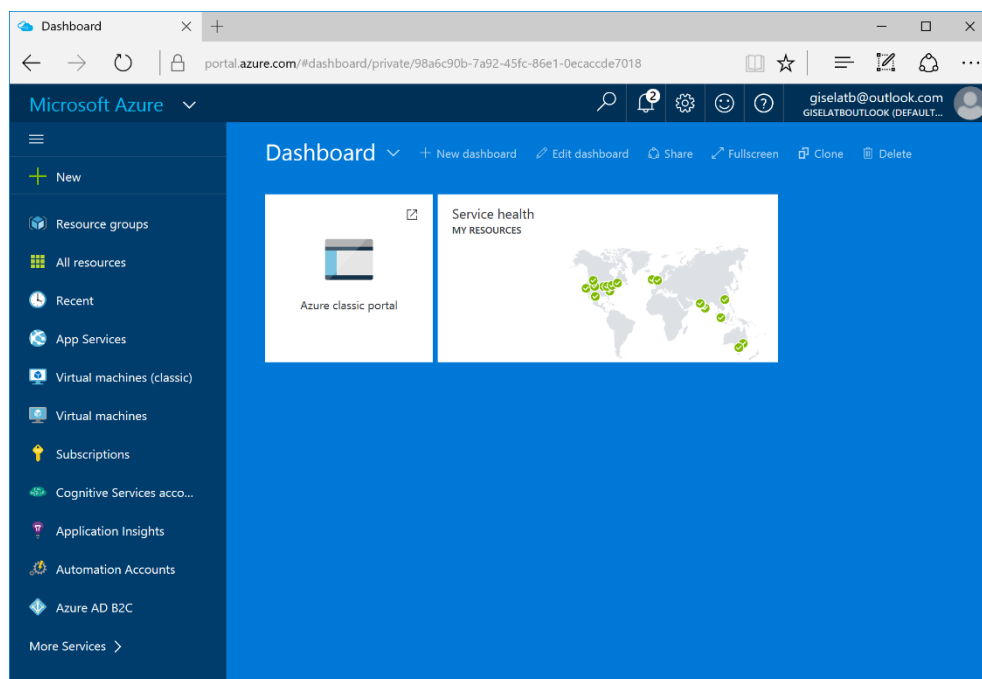 Dashboard
portal.azure.com/#dashboard/private/98a6c90b-7a92-45fc-86e1-0ecaccde7018
Microsoft Azure
2
giselatb@outlook.com
GISELATBOUTLOOK (DEFAULT...
Dashboard
New dashboard
Edit dashboard
Share
Fullscreen
Clone
Delete
New
Resource groups
All resources
Recent
App Services
Virtual machines (classic)
Virtual machines
Subscriptions
Cognitive Services acco...
Application Insights
Automation Accounts
Azure AD B2C
More Services
Azure classic portal
Service health
MY RESOURCES